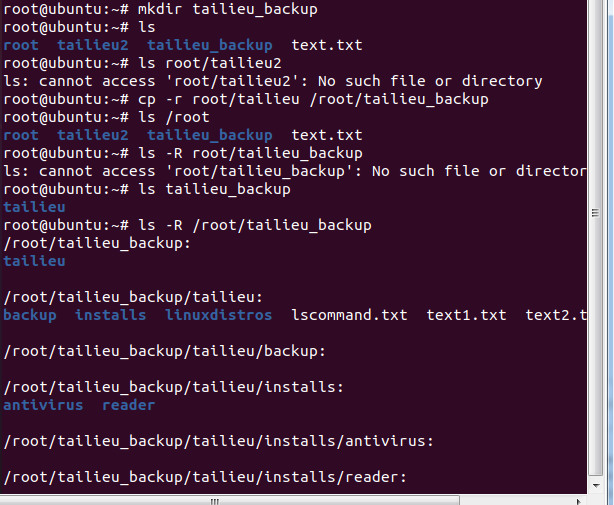 root@ubuntu:~# mkdir tailieu_backup
root@ubuntu:~# ls
root  tailieu2  tailieu_backup  text.txt
root@ubuntu:~# ls root/tailieu2
ls: cannot access 'root/tailieu2': No such file or directory
root@ubuntu:~# cp -r root/tailieu /root/tailieu_backup
root@ubuntu:~# ls /root
root  tailieu2  tailieu_backup  text.txt
root@ubuntu:~# ls -R root/tailieu_backup
ls: cannot access 'root/tailieu_backup': No such file or director
root@ubuntu:~# ls tailieu_backup
tailieu
root@ubuntu:~# ls -R /root/tailieu_backup
/root/tailieu_backup:
tailieu
/root/tailieu_backup/tailieu:
backup  installs  linuxdistros  lscommand.txt  text1.txt  text2.t
/root/tailieu_backup/tailieu/backup:
/root/tailieu_backup/tailieu/installs:
antivirus  reader
/root/tailieu_backup/tailieu/installs/antivirus:
/root/tailieu_backup/tailieu/installs/reader: